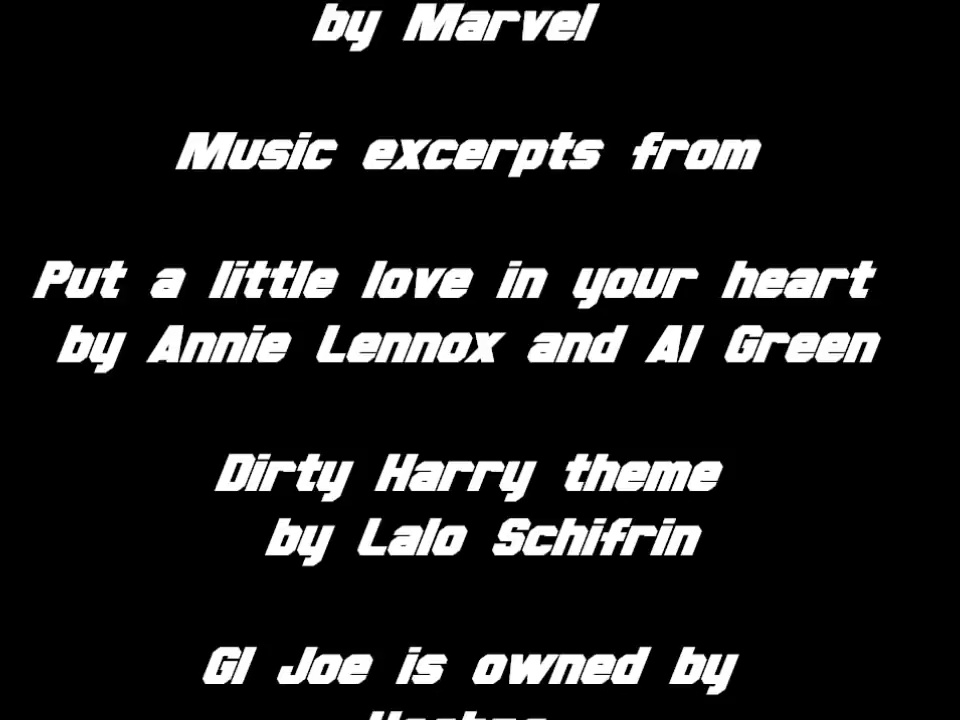 by Marvel
Music excerpts from
Put a little love in your heart
by Annie Lennox and Al Green
Dirty Harry theme
by Lalo Schifrin
GI Joe is owned by